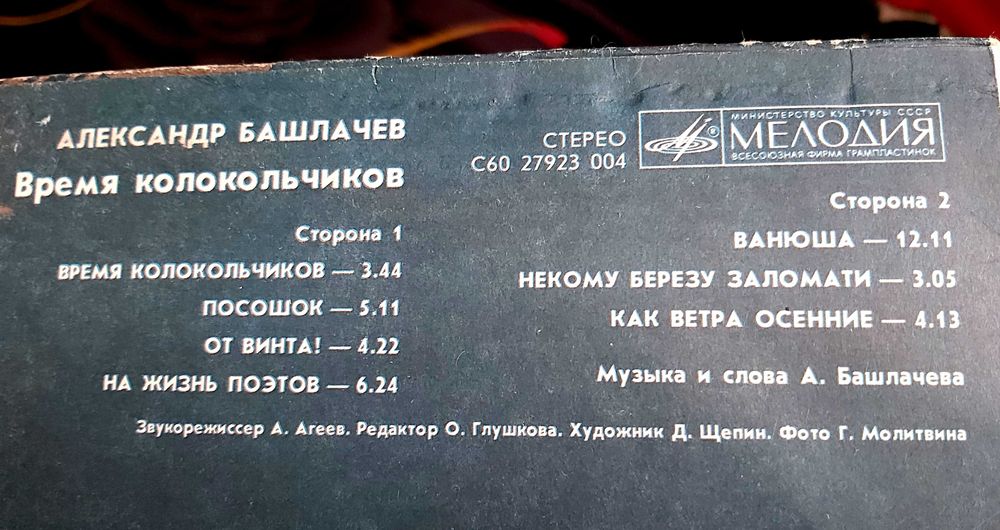 АЛЕКСАНДР БАШЛАЧЕВ
Время колокольчиков
СТЕРЕО
С60 27923 004
МИНИСТЕРСТВО КУЛЬТУРЫ СССР
МЕЛОДИЯ
ВСЕСОЮЗНАЯ ФИРМА ГРАМПЛАСТИНОК
Сторона 1
ВРЕМЯ КОЛОКОЛЬЧИКОВ — 3.44
ПОСОШОК — 5.11
ОТ ВИНТА! — 4.22
НА ЖИЗНЬ ПОЭТОВ — 6.24
Сторона 2
ВАНЮША — 12.11
НЕКОМУ БЕРЕЗУ ЗАЛОМАТИ — 3.05
КАК ВЕТРА ОСЕННИЕ — 4.13
Музыка и слова А. Башлачева
Звукорежиссер А. Агеев. Редактор О. Глушкова. Художник Д. Щепин. Фото Г. Молитвина